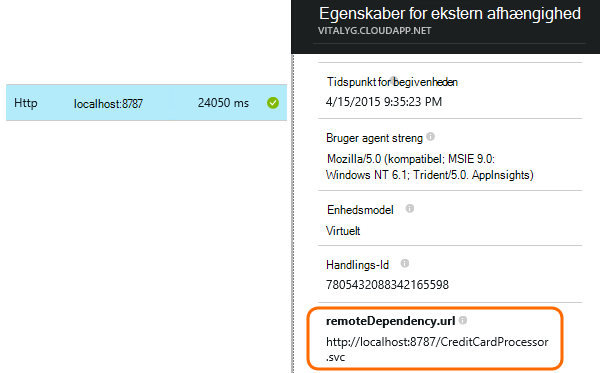 Http localhost:8787 24050 ms
Egenskaber for ekstern afhængighed
VITALYG.CLOUDAPP.NET
Tidspunkt for begivenheden
4/15/2015 9:35:23 PM
Bruger agent streng
Mozilla/5.0 (kompatibel; MSIE 9.0:
Windows NT 6.1; Trident/5.0. AppInsights)
Enhedsmodel
Virtuelt
Handlings-Id
7805432088342165598
remoteDependency.url
http://localhost:8787/CreditCardProcessor
.svc